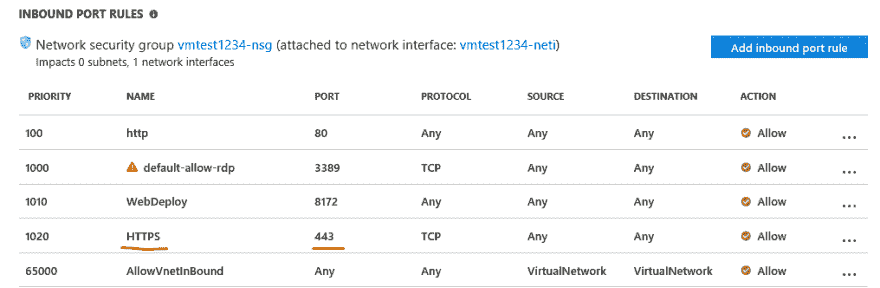 INBOUND PORT RULES
Network security group vmtest1234-nsg (attached to network interface: vmtest1234-neti)
Impacts 0 subnets, 1 network interfaces
Add inbound port rule
PRIORITY NAME PORT PROTOCOL SOURCE DESTINATION ACTION
100 http 80 Any Any Any Allow ...
1000 default-allow-rdp 3389 TCP Any Any Allow ...
1010 WebDeploy 8172 Any Any Any Allow ...
1020 HTTPS 443 TCP Any Any Allow ...
65000 AllowVnetInBound Any Any VirtualNetwork VirtualNetwork Allow ...